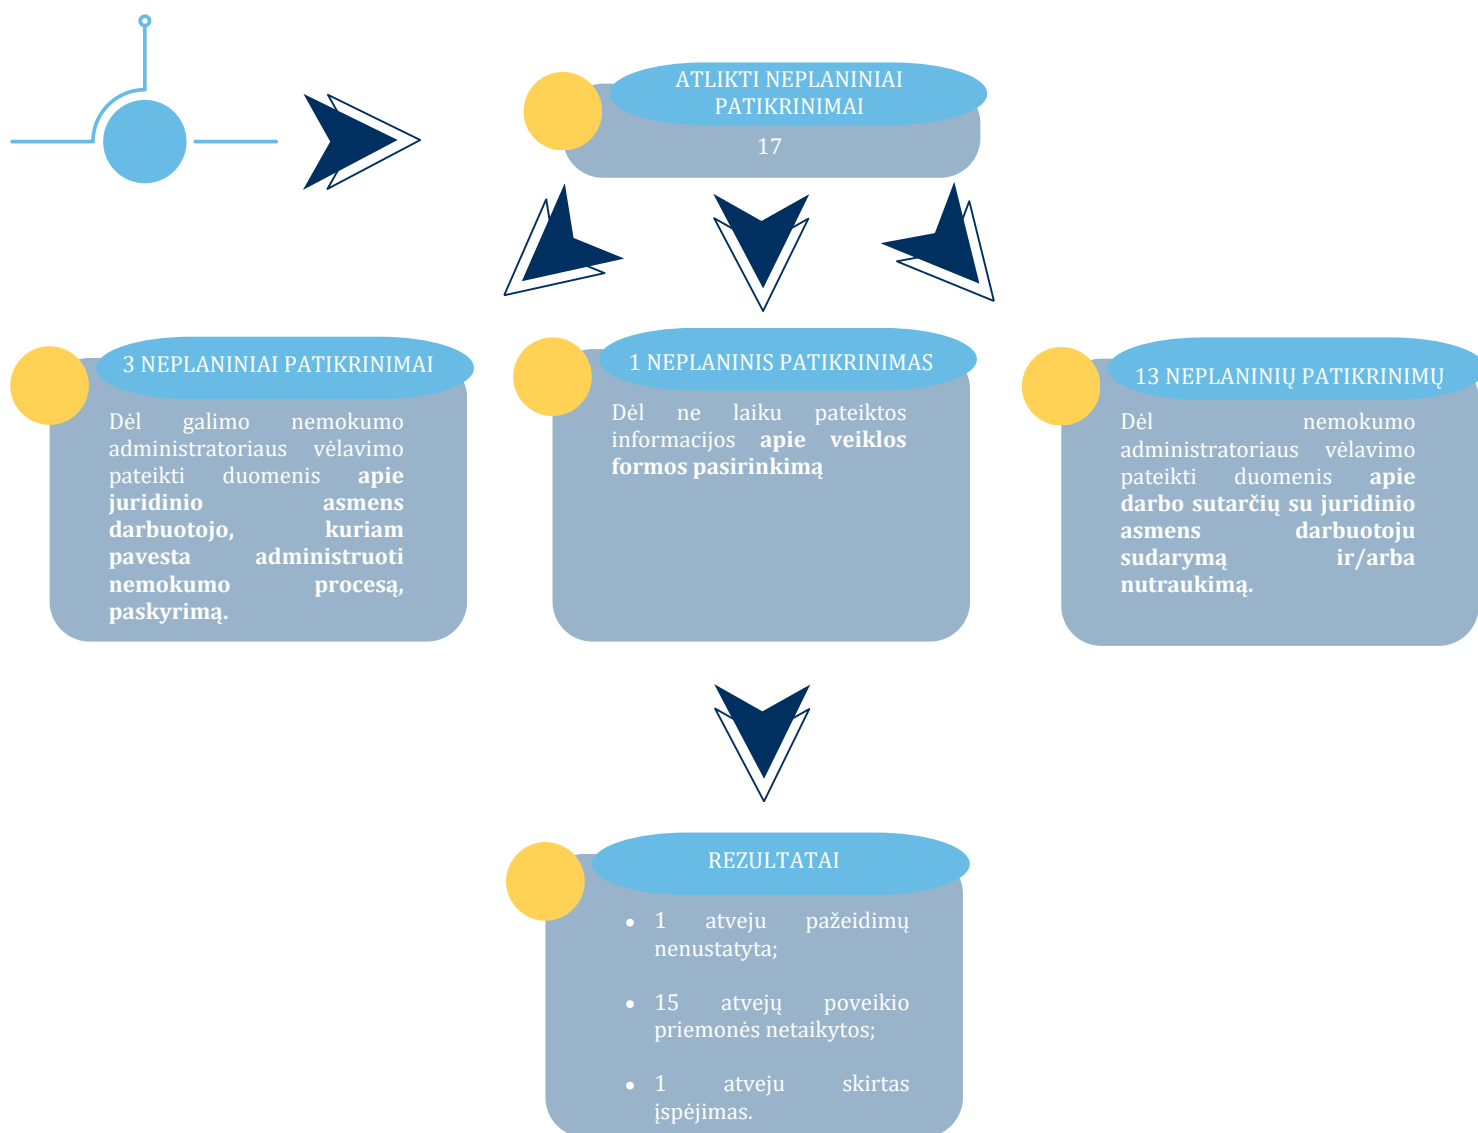 ATLIKTI NEPLANINIAI
PATIKRINIMAI
17
3 NEPLANINIAI PATIKRINIMAI
Dėl galimo nemokumo
administratoriaus vėlavimo
pateikti duomenis apie
juridinio asmens
darbuotojo, kuriam
pavesta administruoti
nemokumo procesą,
paskyrimą.
1 NEPLANINIS PATIKRINIMAS
Dėl ne laiku pateiktos
informacijos apie veiklos
formos pasirinkimą
13 NEPLANINIŲ PATIKRINIMŲ
Dėl nemokumo
administratoriaus vėlavimo
pateikti duomenis apie
darbo sutarčių su juridinio
asmens darbuotoju
sudarymą ir/arba
nutraukimą.
REZULTATAI
• 1 atveju pažeidimų
nenustatyta;
• 15 atvejų poveikio
priemonės netaikytos;
• 1 atveju skirtas
įspėjimas.